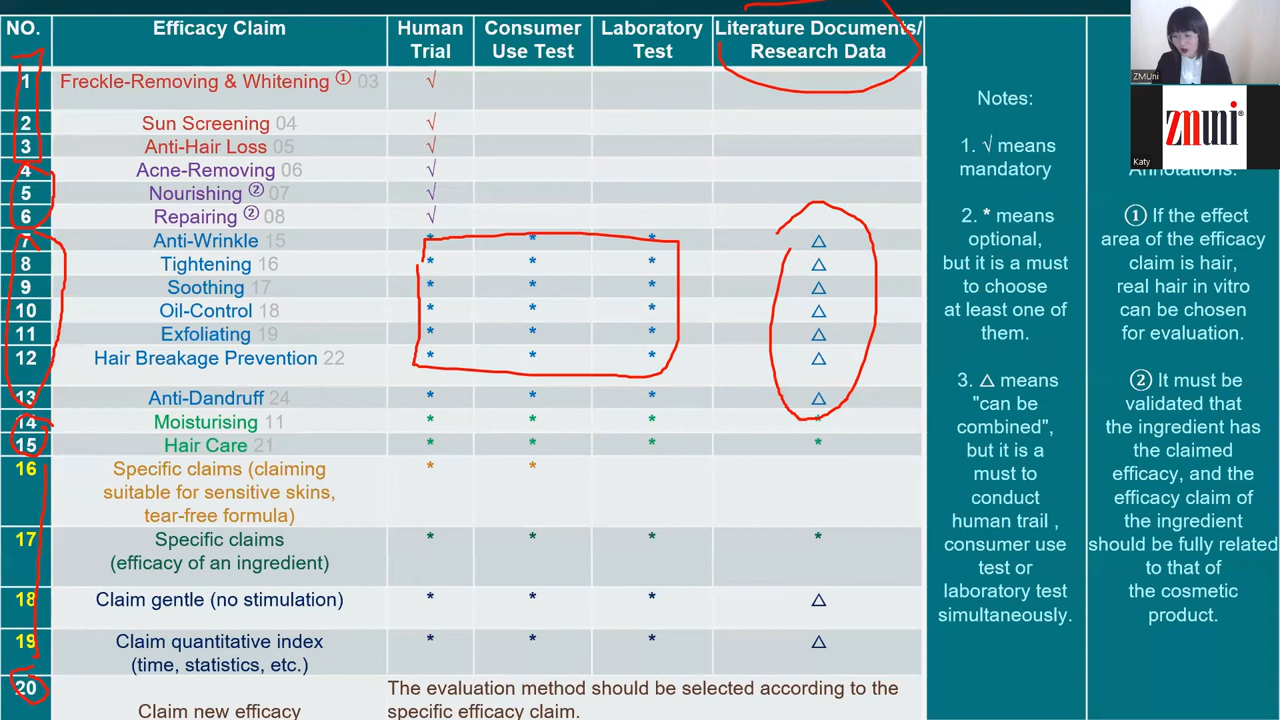 NO.
Efficacy Claim
Human
Trial
Consumer
Use Test
Laboratory
Test
Literature Documents/
Research Data
1
Freckle-Removing & Whitening ① 03
√
2
Sun Screening 04
√
3
Anti-Hair Loss 05
√
4
Acne-Removing 06
√
5
Nourishing ② 07
√
6
Repairing ② 08
√
7
Anti-Wrinkle 15
* * * △
8
Tightening 16
* * * △
9
Soothing 17
* * * △
10
Oil-Control 18
* * * △
11
Exfoliating 19
* * * △
12
Hair Breakage Prevention 22
* * * △
13
Anti-Dandruff 24
* * * △
14
Moisturising 11
* * * *
15
Hair Care 21
* * * *
16
Specific claims (claiming
suitable for sensitive skins,
tear-free formula)
* *
17
Specific claims
(efficacy of an ingredient)
* * * *
18
Claim gentle (no stimulation)
* * * △
19
Claim quantitative index
(time, statistics, etc.)
* * * △
20
Claim new efficacy
The evaluation method should be selected according to the
specific efficacy claim.
Notes:
1. √ means
mandatory
2. * means
optional,
but it is a must
to choose
at least one of
them.
3. △ means
"can be
combined",
but it is a
must to
conduct
human trail ,
consumer use
test or
laboratory test
simultaneously.
Annotations:
① If the effect
area of the efficacy
claim is hair,
real hair in vitro
can be chosen
for evaluation.
② It must be
validated that
the ingredient has
the claimed
efficacy, and the
efficacy claim of
the ingredient
should be fully related
to that of
the cosmetic
product.
ZMUni
zmuni®
Katy